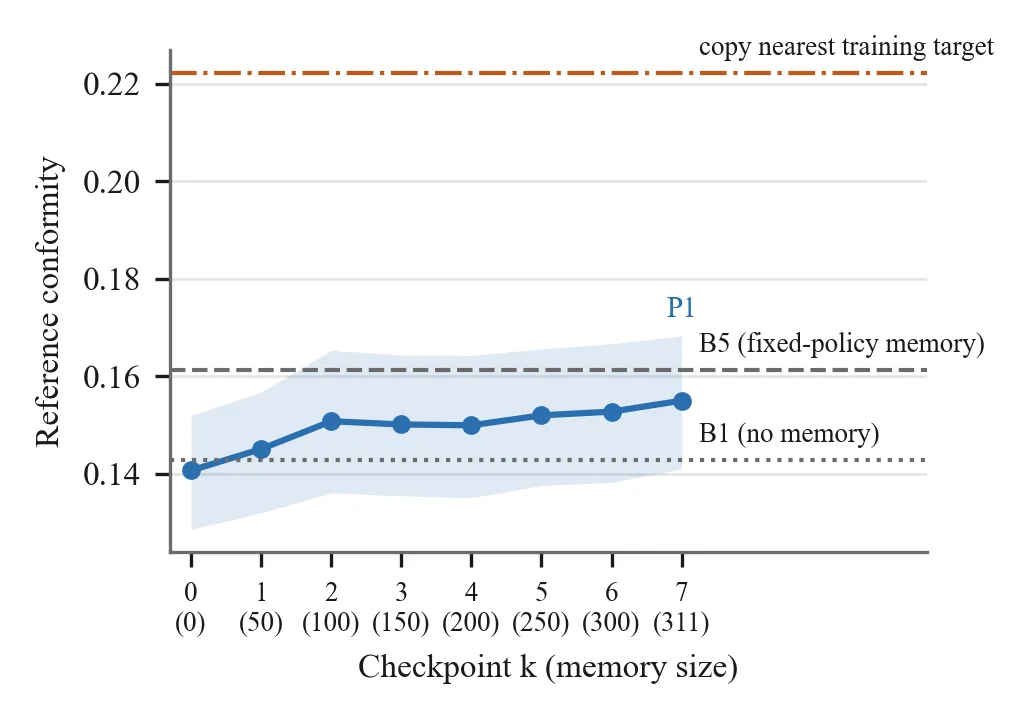 copy nearest training target
0.22
0.20
0.18
0.16
0.14
Reference conformity
P1
B5 (fixed-policy memory)
B1 (no memory)
0 1 2 3 4 5 6 7
(0) (50) (100) (150) (200) (250) (300) (311)
Checkpoint k (memory size)